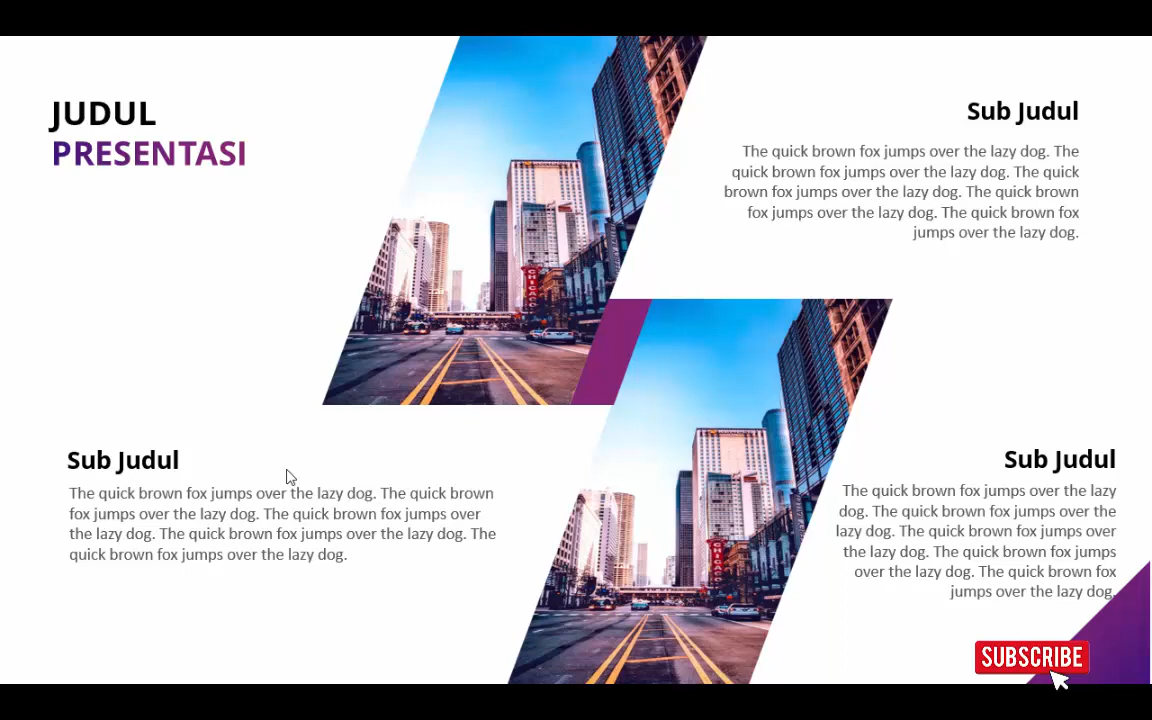 JUDUL
PRESENTASI
Sub Judul
The quick brown fox jumps over the lazy dog. The
quick brown fox jumps over the lazy dog. The quick
brown fox jumps over the lazy dog. The quick brown
fox jumps over the lazy dog. The quick brown fox
jumps over the lazy dog.
CHICAGO
Sub Judul
The quick brown fox jumps over the lazy dog. The quick brown
fox jumps over the lazy dog. The quick brown fox jumps over
the lazy dog. The quick brown fox jumps over the lazy dog. The
quick brown fox jumps over the lazy dog.
CHICAGO
Sub Judul
The quick brown fox jumps over the lazy
dog. The quick brown fox jumps over the
lazy dog. The quick brown fox jumps over
the lazy dog. The quick brown fox jumps
over the lazy dog. The quick brown fox
jumps over the lazy dog.
SUBSCRIBE